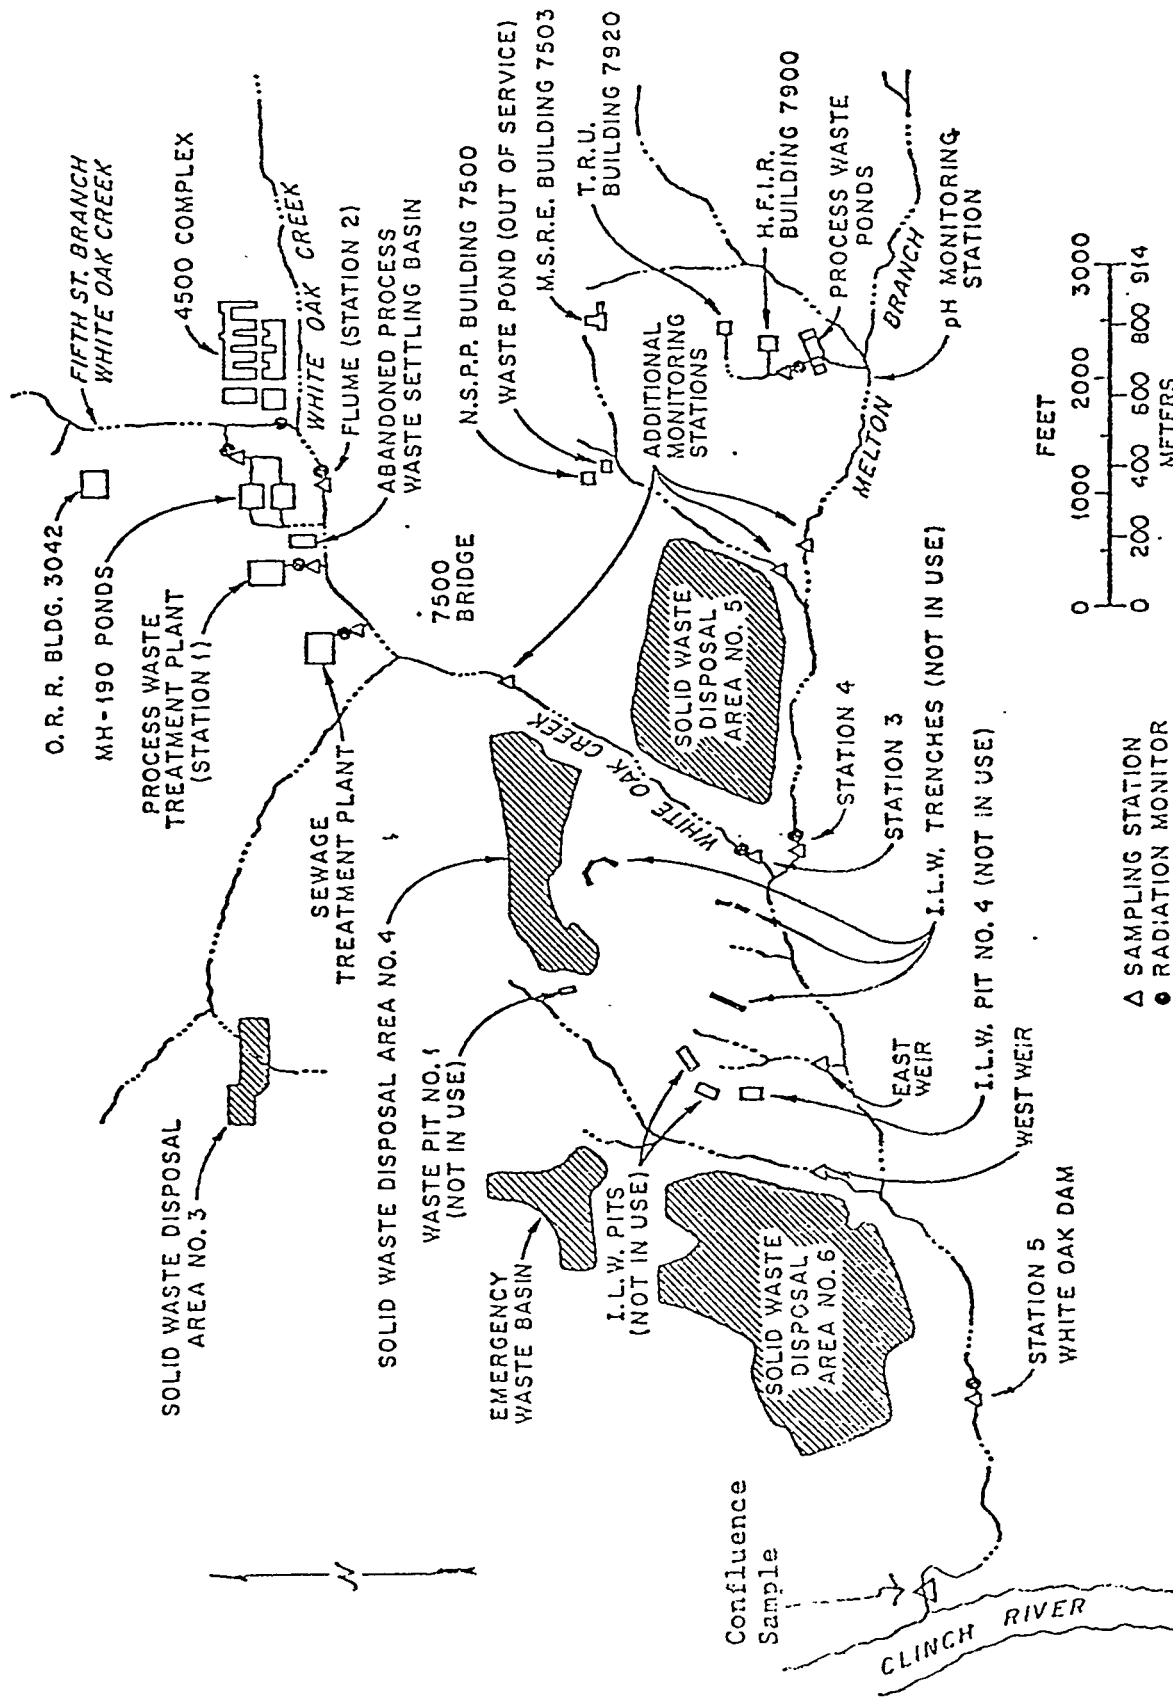 O. R. R. BLDG. 3042
MH-190 PONDS
PROCESS WASTE
TREATMENT PLANT
(STATION 1)
SEWAGE
TREATMENT PLANT
FIFTH ST. BRANCH
WHITE OAK CREEK
4500 COMPLEX
WHITE OAK CREEK
FLUME (STATION 2)
ABANDONED PROCESS
WASTE SETTLING BASIN
7500
BRIDGE
N.S.P.P. BUILDING 7500
WASTE POND (OUT OF SERVICE)
M.S.R.E. BUILDING 7503
T.R.U.
BUILDING 7920
H.F.I.R.
BUILDING 7900
PROCESS WASTE
PONDS
pH MONITORING
STATION
MELTON BRANCH
ADDITIONAL
MONITORING
STATIONS
SOLID WASTE DISPOSAL
AREA NO. 3
SOLID WASTE DISPOSAL AREA NO. 4
WASTE PIT NO. 1
(NOT IN USE)
EMERGENCY
WASTE BASIN
I.L.W. PITS
(NOT IN USE)
SOLID WASTE
DISPOSAL
AREA NO. 5
WHITE OAK CREEK
SOLID WASTE
DISPOSAL
AREA NO. 6
STATION 4
STATION 3
I.L.W. TRENCHES (NOT IN USE)
I.L.W. PIT NO. 4 (NOT IN USE)
EAST
WEIR
WEST WEIR
STATION 5
WHITE OAK DAM
Confluence
Sample
CLINCH RIVER
N
FEET
0 1000 2000 3000
0 200 400 600 800 914
METERS
SAMPLING STATION
RADIATION MONITOR